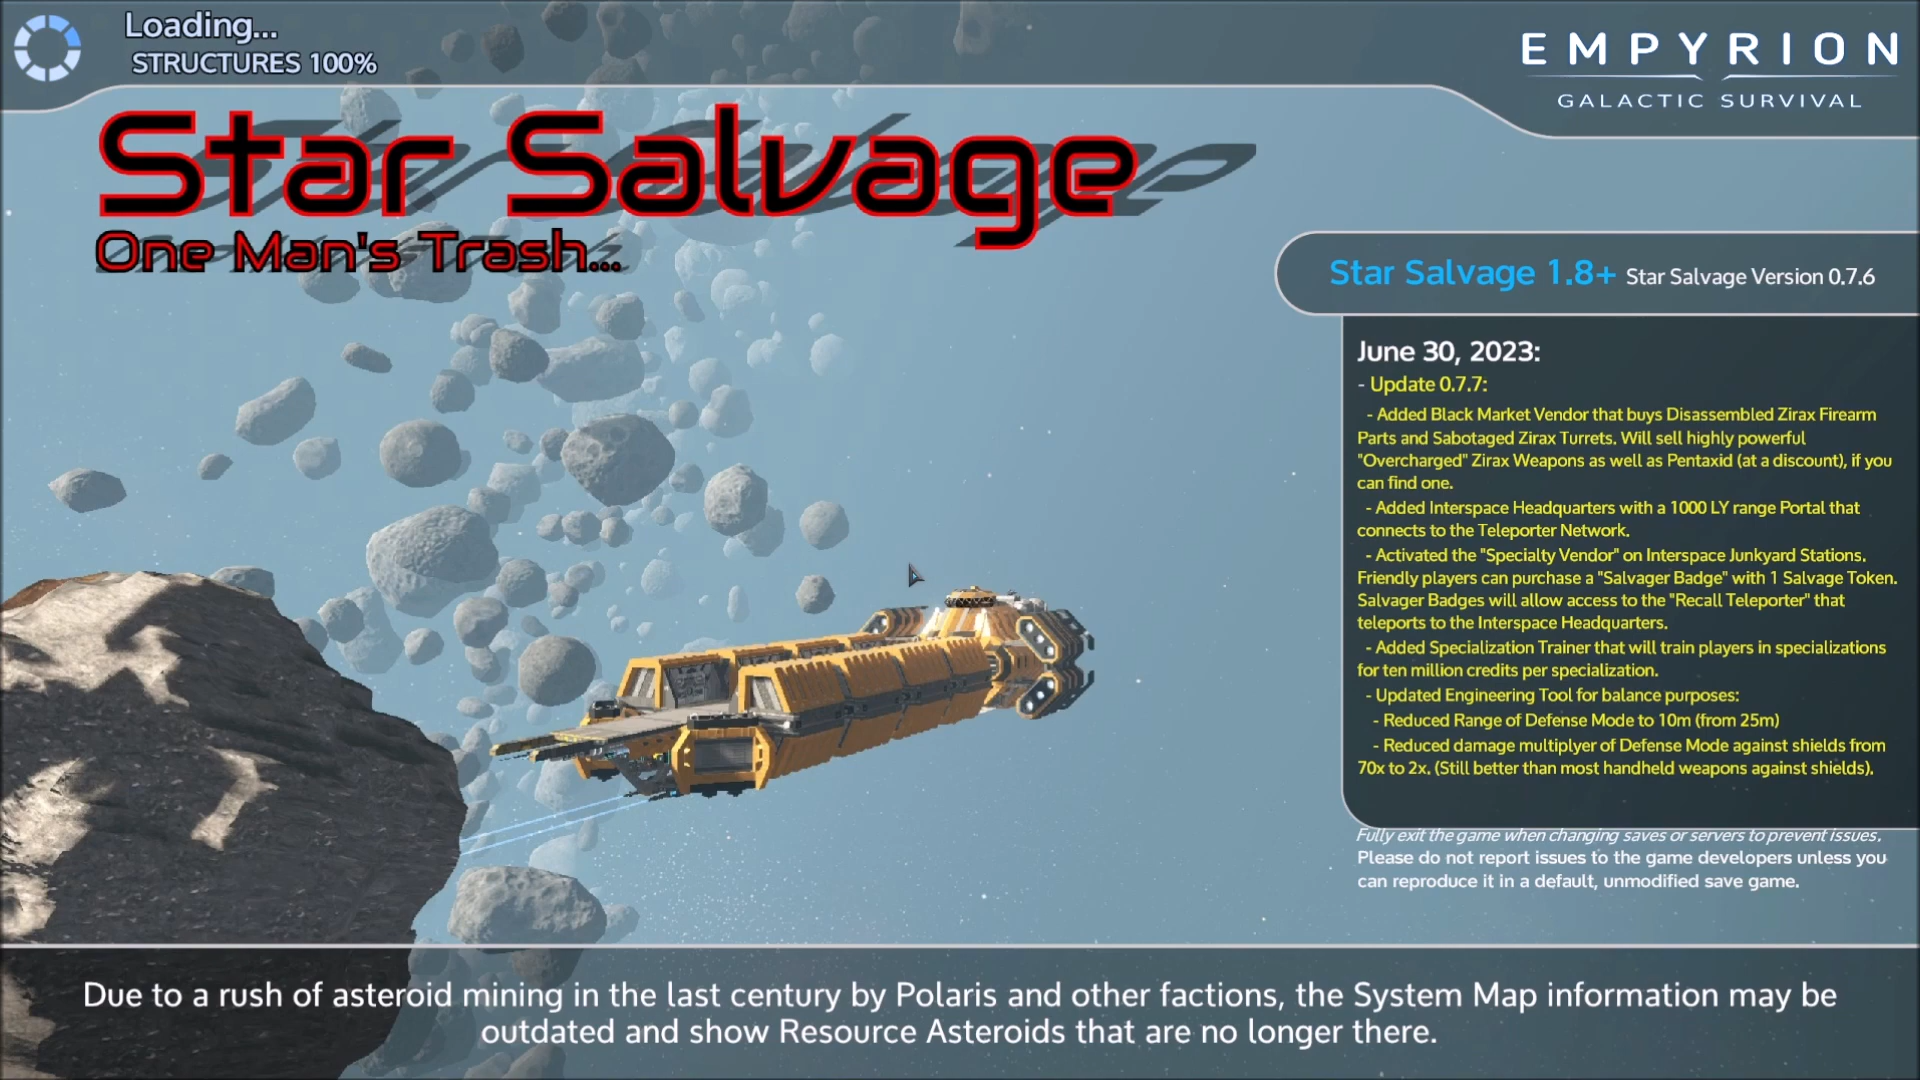 Loading...
STRUCTURES 100%
EMPYRION
GALACTIC SURVIVAL
Star Salvage
One Man's Trash...
Star Salvage 1.8+ Star Salvage Version 0.7.6
June 30, 2023:
- Update 0.7.7:
- Added Black Market Vendor that buys Disassembled Zirax Firearm
Parts and Sabotaged Zirax Turrets. Will sell highly powerful
"Overcharged" Zirax Weapons as well as Pentaxid (at a discount), if you
can find one.
- Added Interspace Headquarters with a 1000 LY range Portal that
connects to the Teleporter Network.
- Activated the "Specialty Vendor" on Interspace Junkyard Stations.
Friendly players can purchase a "Salvager Badge" with 1 Salvage Token.
Salvager Badges will allow access to the "Recall Teleporter" that
teleports to the Interspace Headquarters.
- Added Specialization Trainer that will train players in specializations
for ten million credits per specialization.
- Updated Engineering Tool for balance purposes:
- Reduced Range of Defense Mode to 10m (from 25m)
- Reduced damage multiplyer of Defense Mode against shields from
70x to 2x. (Still better than most handheld weapons against shields).
Fully exit the game when changing saves or servers to prevent issues.
Please do not report issues to the game developers unless you
can reproduce it in a default, unmodified save game.
Due to a rush of asteroid mining in the last century by Polaris and other factions, the System Map information may be
outdated and show Resource Asteroids that are no longer there.